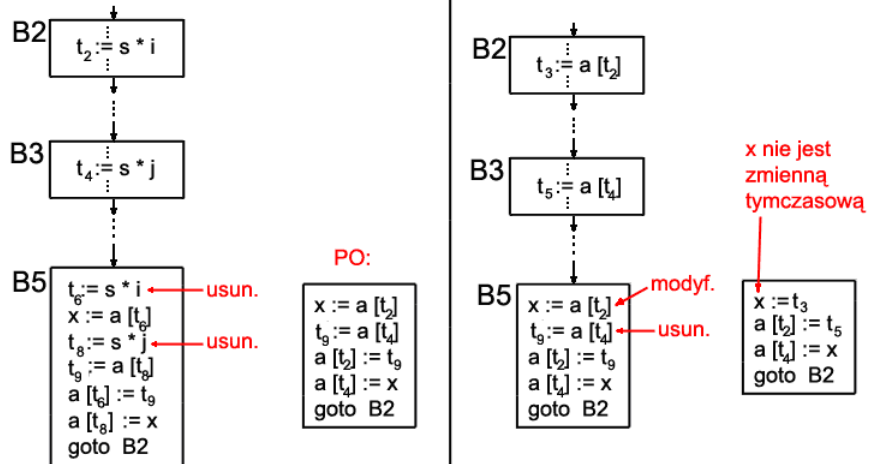 B2
t2:= s * i
B3
t4:= s * j
B5
t6:= s * i
usun.
x := a [t6]
t8:= s * j
usun.
t9 := a [t8]
a [t6] := t9
a [t8] := x
goto B2
PO:
x := a [t2]
t9 := a [t4]
a [t2] := t9
a [t4] := x
goto B2
B2
t3:= a [t2]
B3
t5:= a [t4]
B5
x := a [t2]
modyf.
t9:= a [t4]
usun.
a [t2] := t9
a [t4] := x
goto B2
x nie jest
zmienną
tymczasową
x :=t3
a [t2] := t5
a [t4] := x
goto B2